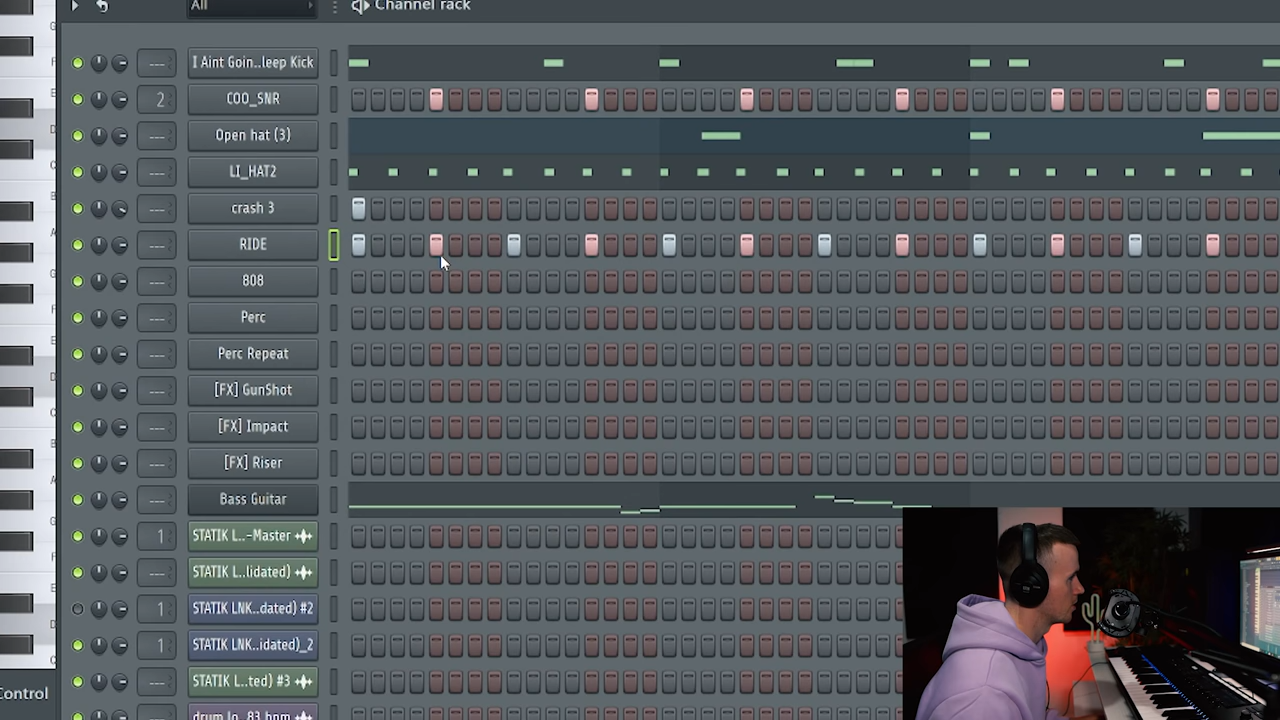 All
Channel rack
I Aint Goin..leep Kick
2 COO_SNR
Open hat (3)
LI_HAT2
crash 3
RIDE
808
Perc
Perc Repeat
[FX] GunShot
[FX] Impact
[FX] Riser
Bass Guitar
1 STATIK L..-Master
STATIK L..lidated)
1 STATIK LNK..dated) #2
1 STATIK LNK..idated)_2
STATIK L..ted) #3
Control
drum lo..83 bpm